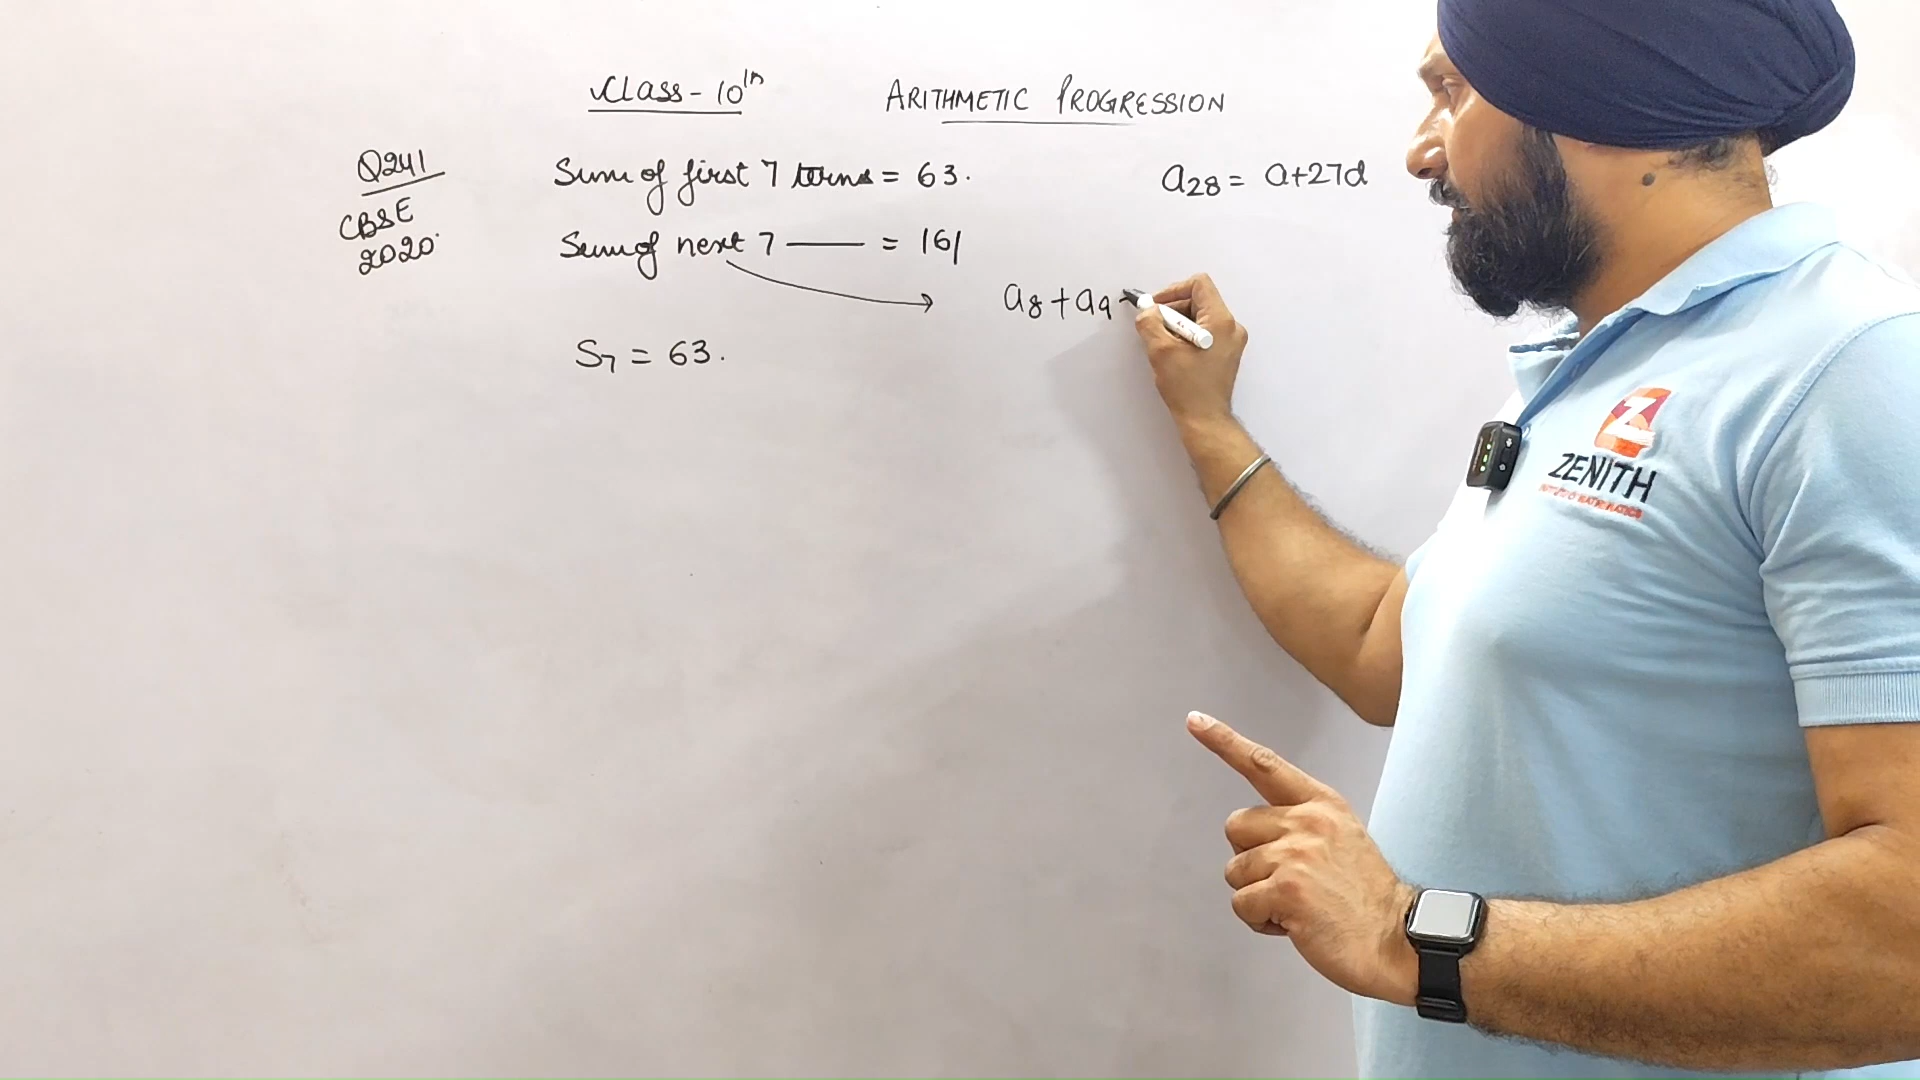 Class - 10th ARITHMETIC PROGRESSION
Q241
CBSE
2020.
Sum of first 7 terms = 63.
a28 = a+27d
Sum of next 7 —— = 161
a8 + a9 +
S7 = 63.
Z
ZENITH